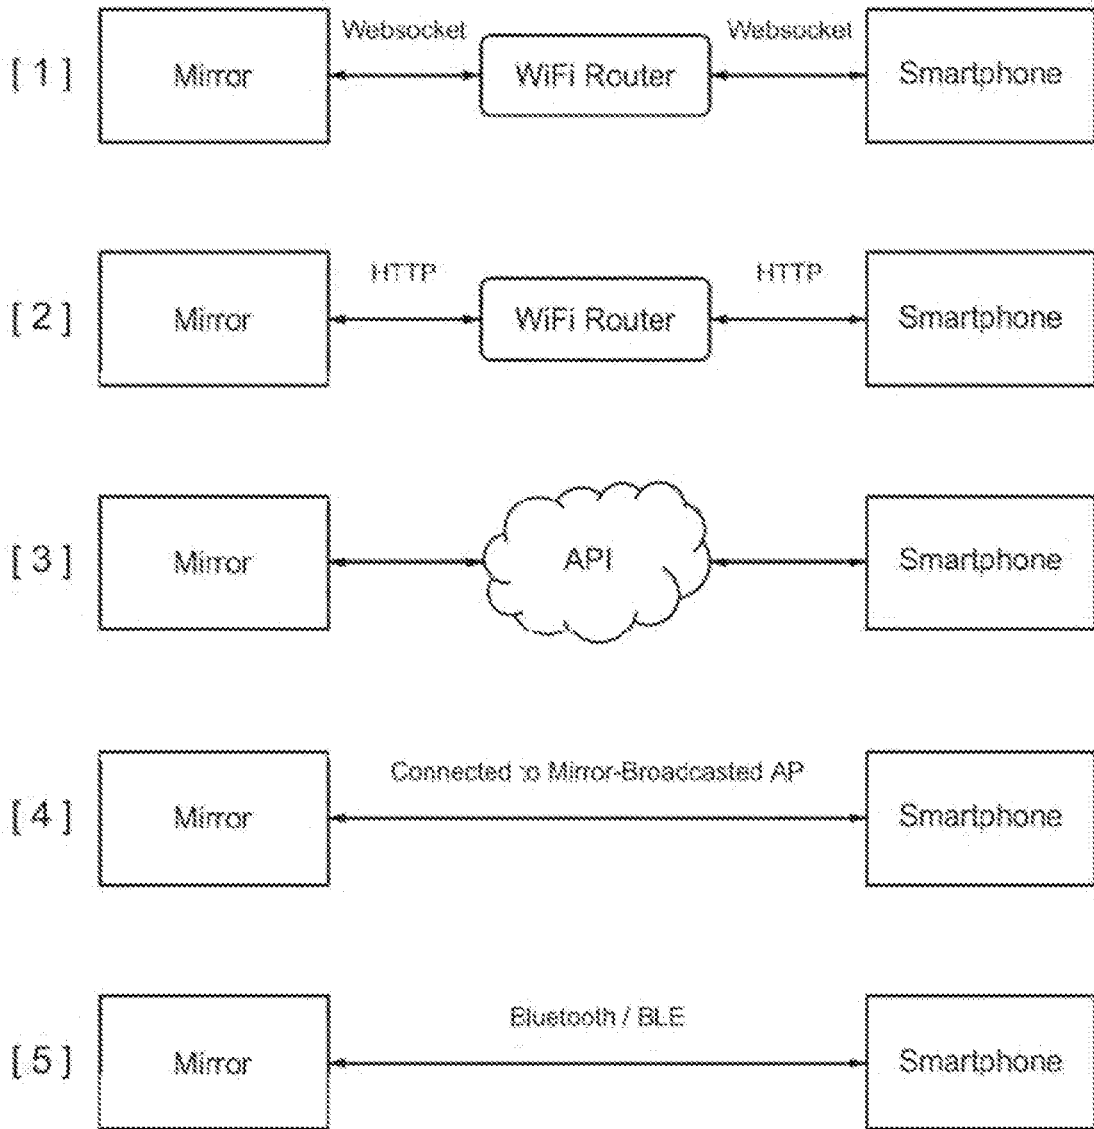 Websocket Websocket
[ 1 ] Mirror WiFi Router Smartphone
HTTP HTTP
[ 2 ] Mirror WiFi Router Smartphone
[ 3 ] Mirror API Smartphone
Connected to Mirror-Broadcasted AP
[ 4 ] Mirror Smartphone
Bluetooth / BLE
[ 5 ] Mirror Smartphone